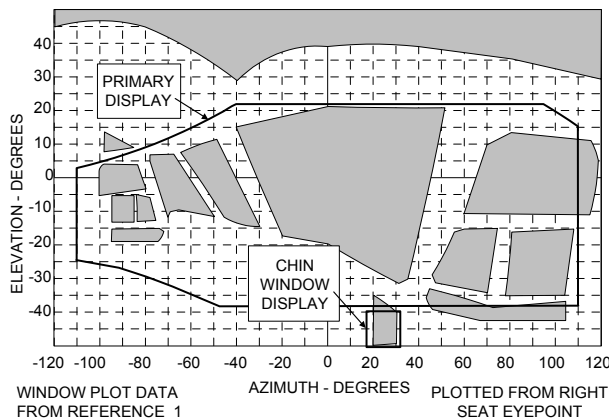 40
30
20
10
0
-10
-20
-30
-40
ELEVATION - DEGREES
PRIMARY
DISPLAY
CHIN
WINDOW
DISPLAY
-120 -100 -80 -60 -40 -20 0 20 40 60 80 100 120
WINDOW PLOT DATA
FROM REFERENCE 1
AZIMUTH - DEGREES
PLOTTED FROM RIGHT
SEAT EYEPOINT